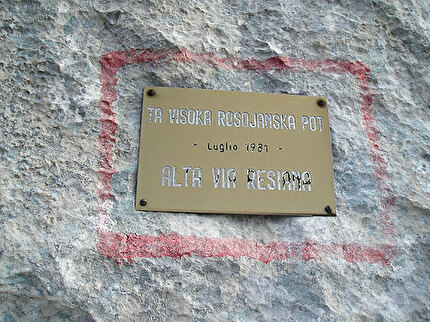 TA VISOKA ROSOJANSKA POT
- Luglio 1981 -
ALTA VIA RESIANA